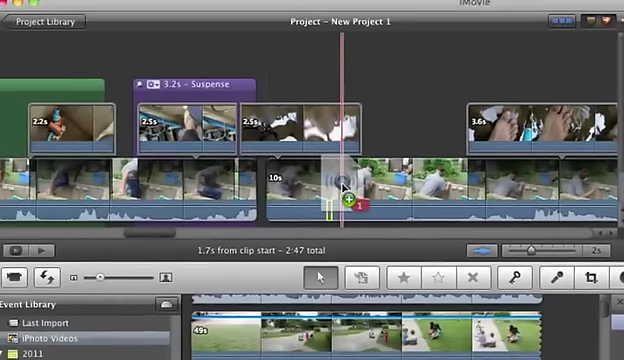 iMovie
Project Library
Project - New Project 1
3.2s - Suspense
2.2s
2.5s
2.5s
3.6s
10s
1
1.7s from clip start - 2:47 total
2s
Event Library
Last Import
iPhoto Videos
2011
49s